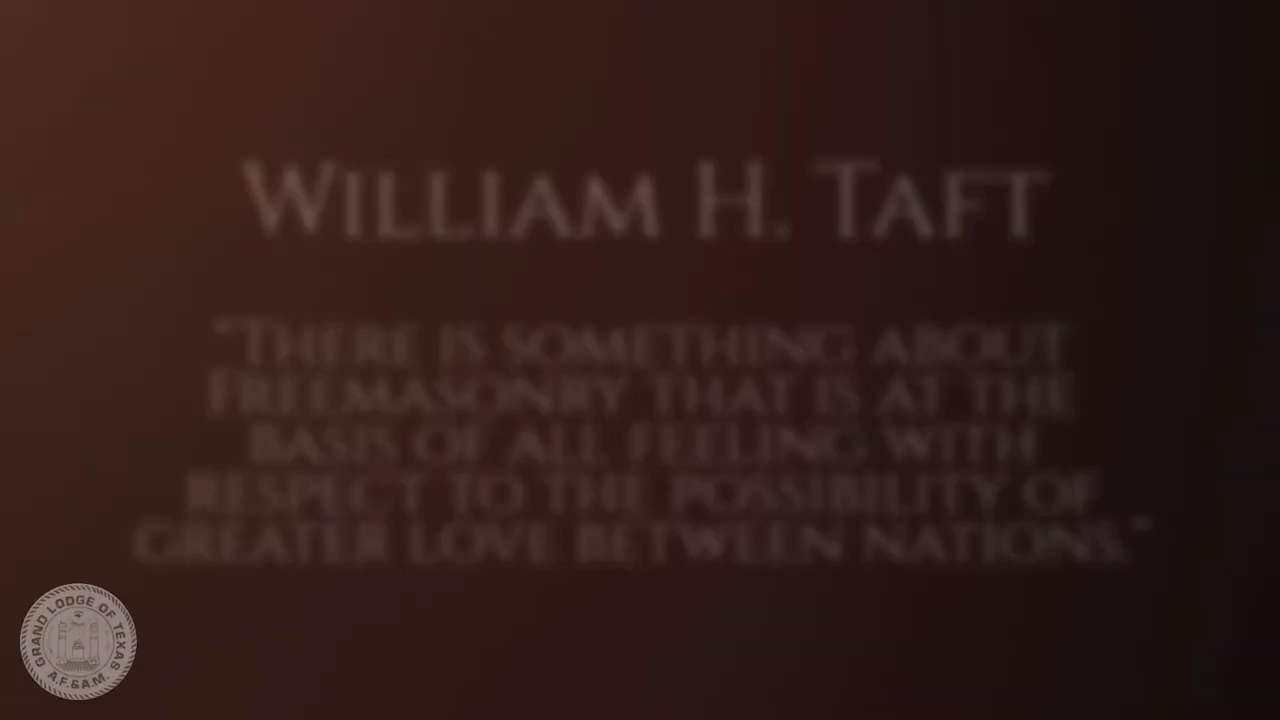 WILLIAM H. TAFT
"THERE IS SOMETHING ABOUT
FREEMASONRY THAT IS AT THE
BASIS OF ALL FEELING WITH
RESPECT TO THE POSSIBILITY OF
GREATER LOVE BETWEEN NATIONS."
GRAND LODGE OF TEXAS
A.F.&A.M.